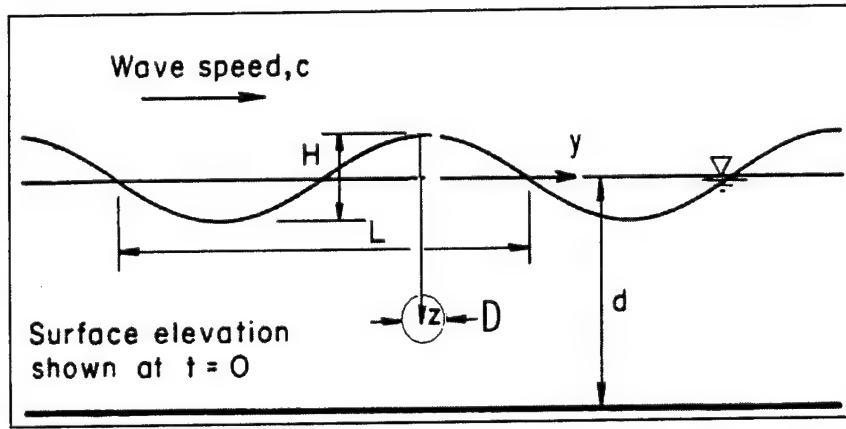 Wave speed, c
H
y
L
z
D
d
Surface elevation
shown at t = 0